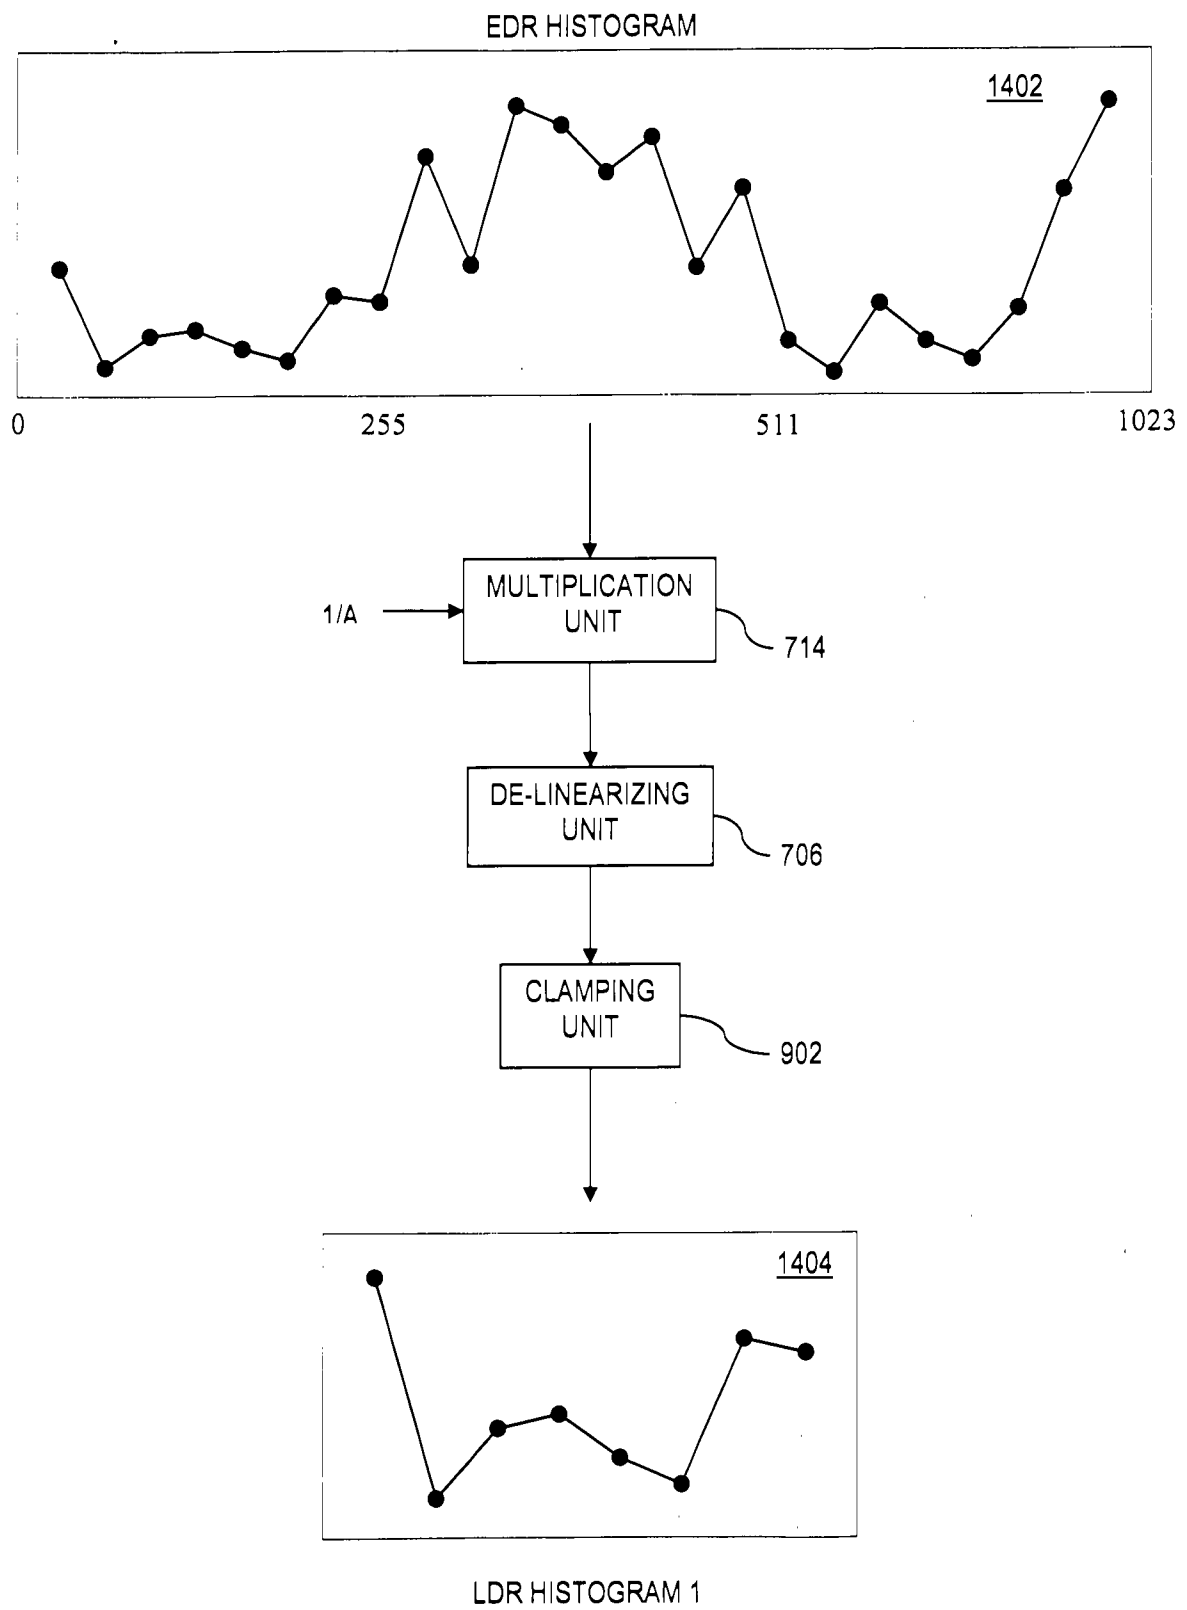 EDR HISTOGRAM
1402
0 255 511 1023
MULTIPLICATION
UNIT
1/A
714
DE-LINEARIZING
UNIT
706
CLAMPING
UNIT
902
1404
LDR HISTOGRAM 1